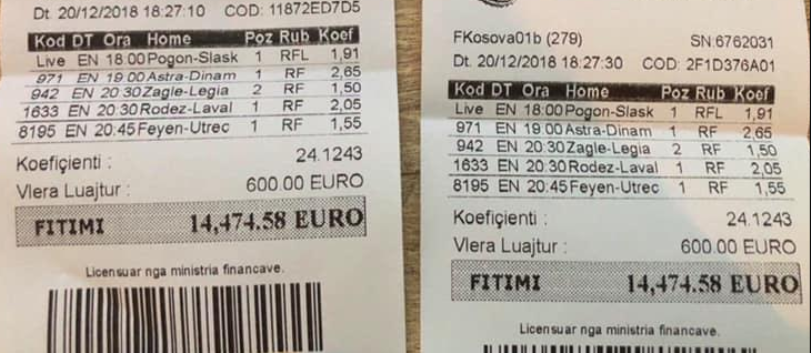 Dt. 20/12/2018 18:27:10 COD: 11872ED7D5
Kod DT Ora Home Poz Rub Koef
Live EN 18:00 Pogon-Slask 1 RFL 1,91
971 EN 19:00 Astra-Dinam 1 RF 2,65
942 EN 20:30 Zagle-Legia 2 RF 1,50
1633 EN 20:30 Rodez-Laval 1 RF 2,05
8195 EN 20:45 Feyen-Utrec 1 RF 1,55
Koefiçienti : 24.1243
Vlera Luajtur : 600.00 EURO
FITIMI 14,474.58 EURO
Licensuar nga ministria financave.
FKosova01b (279) SN:6762031
Dt. 20/12/2018 18:27:30 COD: 2F1D376A01
Kod DT Ora Home Poz Rub Koef
Live EN 18:00 Pogon-Slask 1 RFL 1,91
971 EN 19:00 Astra-Dinam 1 RF 2,65
942 EN 20:30 Zagle-Legia 2 RF 1,50
1633 EN 20:30 Rodez-Laval 1 RF 2,05
8195 EN 20:45 Feyen-Utrec 1 RF 1,55
Koefiçienti : 24.1243
Vlera Luajtur : 600.00 EURO
FITIMI 14,474.58 EURO
Licensuar nga ministria financave.